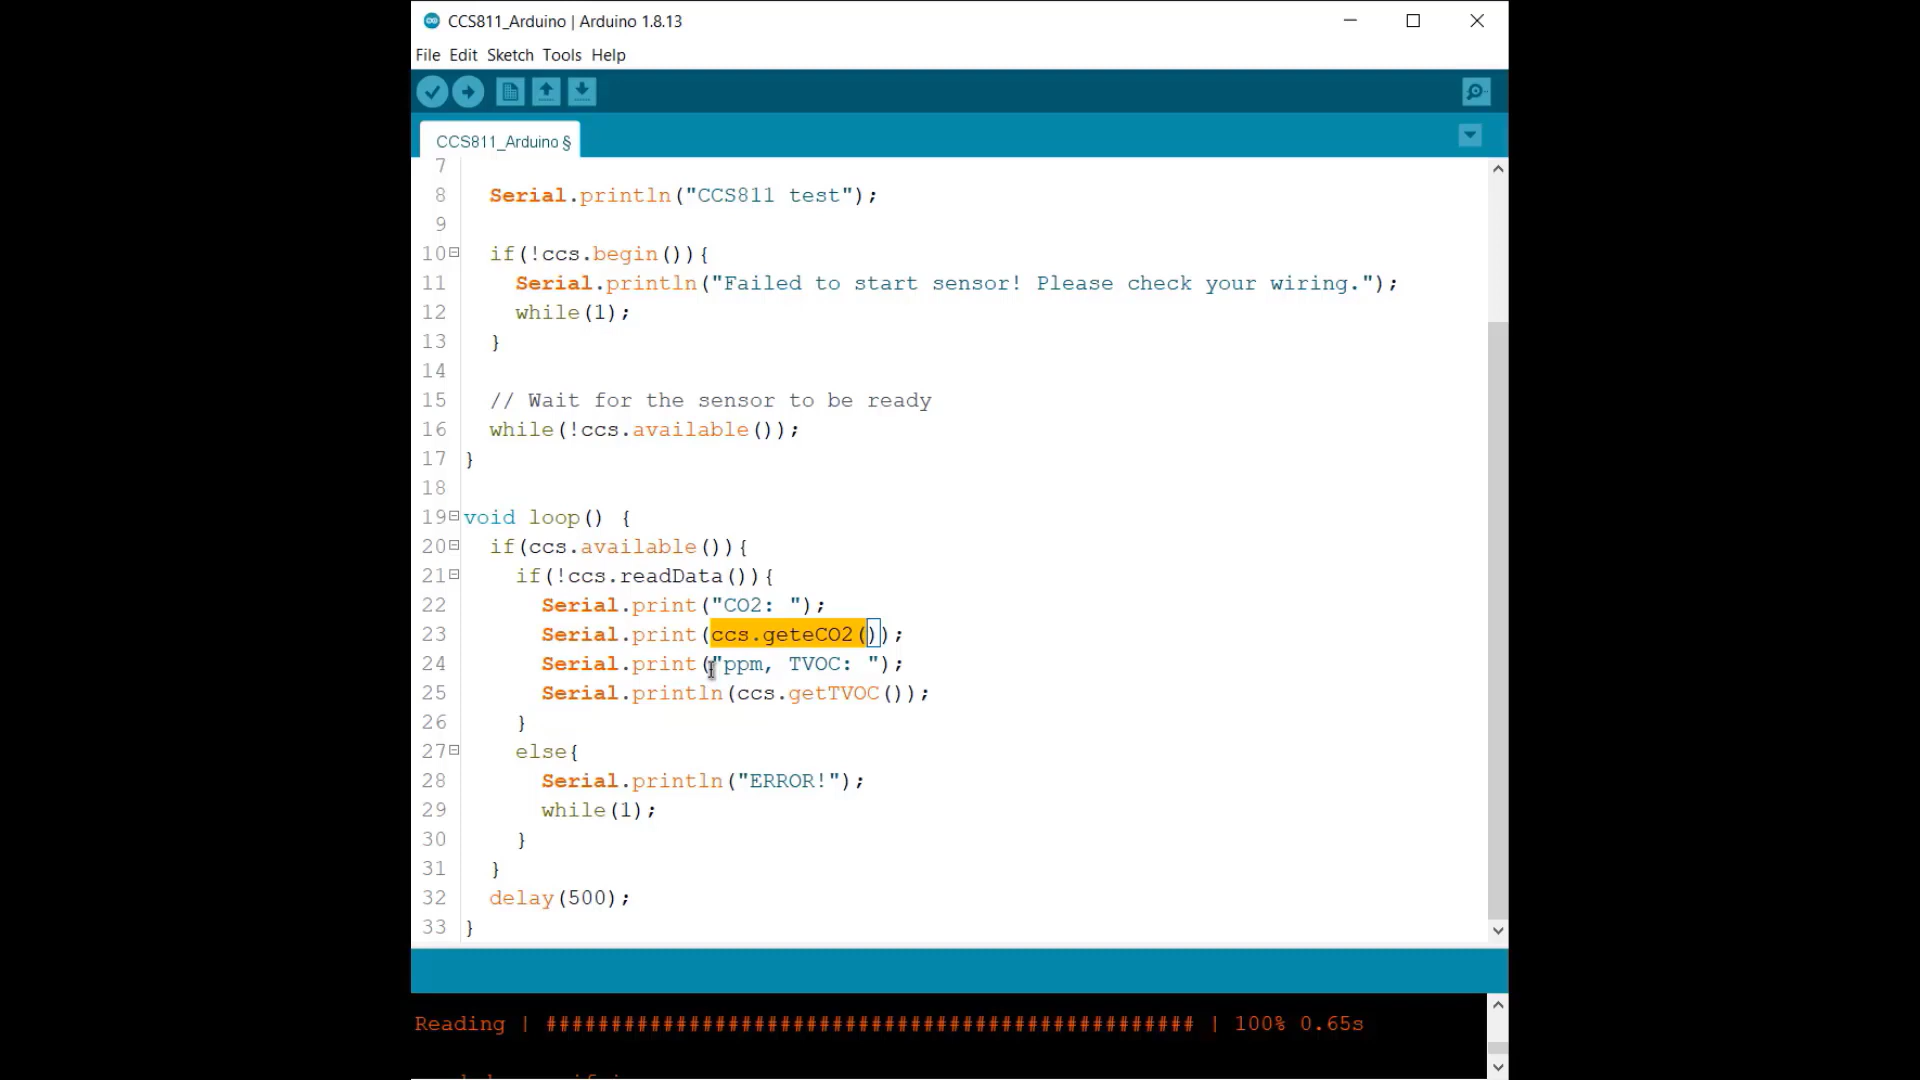 CCS811_Arduino | Arduino 1.8.13
File Edit Sketch Tools Help
CCS811_Arduino §
7
8 Serial.println("CCS811 test");
9
10 if(!ccs.begin()){
11 Serial.println("Failed to start sensor! Please check your wiring.");
12 while(1);
13 }
14
15 // Wait for the sensor to be ready
16 while(!ccs.available());
17 }
18
19 void loop() {
20 if(ccs.available()){
21 if(!ccs.readData()){
22 Serial.print("CO2: ");
23 Serial.print(ccs.geteCO2());
24 Serial.print("ppm, TVOC: ");
25 Serial.println(ccs.getTVOC());
26 }
27 else{
28 Serial.println("ERROR!");
29 while(1);
30 }
31 }
32 delay(500);
33 }
Reading | ################################################## | 100% 0.65s